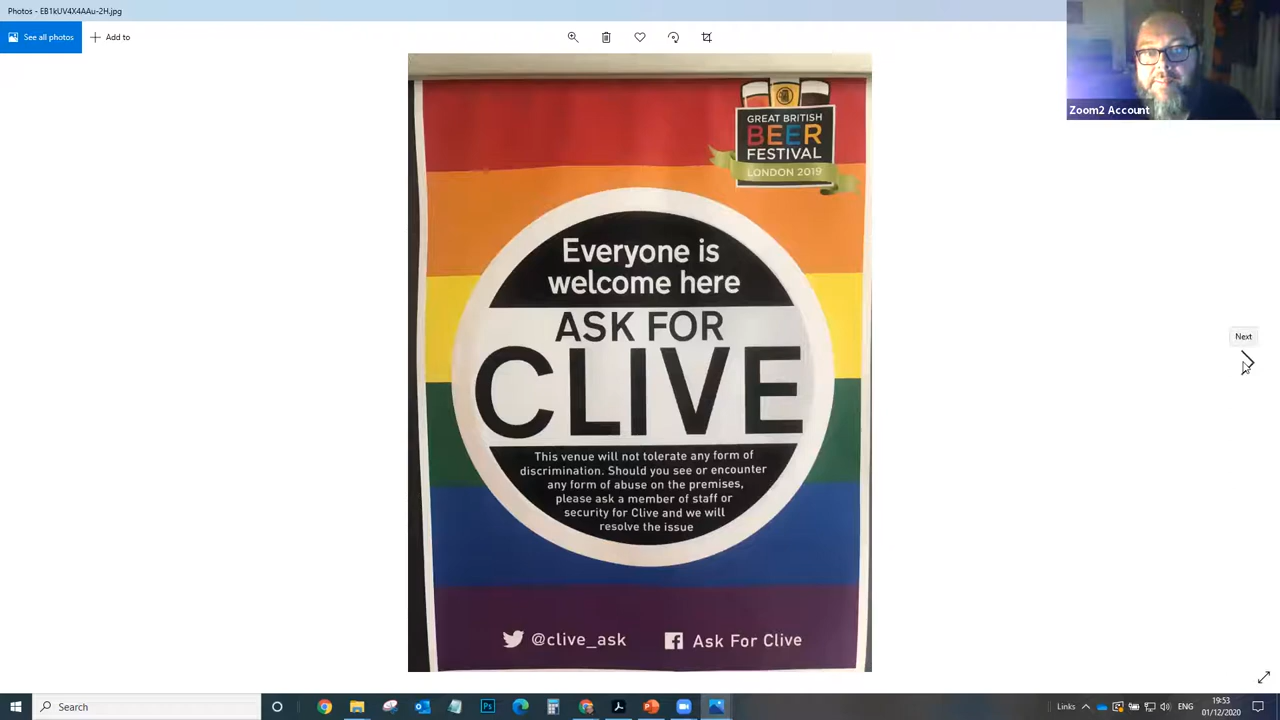 Photos - EB1kUV4X4AAu-2H.jpg
See all photos
Add to
Zoom2 Account
GREAT BRITISH
BEER
FESTIVAL
LONDON 2019
Everyone is
welcome here
ASK FOR
CLIVE
This venue will not tolerate any form of
discrimination. Should you see or encounter
any form of abuse on the premises,
please ask a member of staff or
security for Clive and we will
resolve the issue
@clive_ask
Ask For Clive
Next
Search
Ps
Links
ENG
19:53
01/12/2020